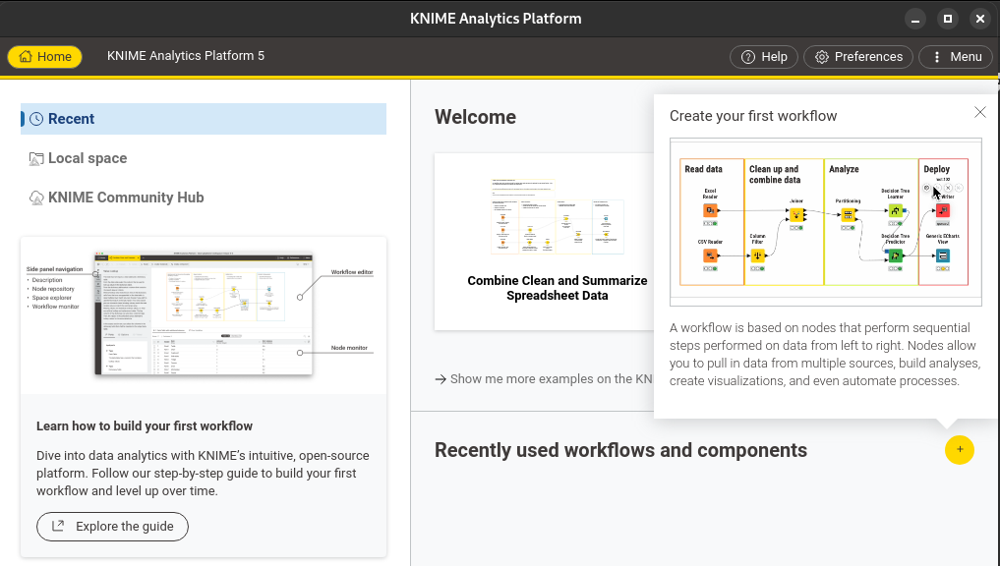 KNIME Analytics Platform
Home
KNIME Analytics Platform 5
Help
Preferences
Menu
Recent
Local space
KNIME Community Hub
Side panel navigation
• Description
• Node repository
• Space explorer
• Workflow monitor
Workflow editor
Node monitor
Learn how to build your first workflow
Dive into data analytics with KNIME's intuitive, open-source
platform. Follow our step-by-step guide to build your first
workflow and level up over time.
Explore the guide
Welcome
Combine Clean and Summarize
Spreadsheet Data
Show me more examples on the KN
Create your first workflow
Read data
Clean up and
combine data
Analyze
Deploy
Excel
Reader
Joiner
Partitioning
Decision Tree
Learner
CSV Reader
Column
Filter
Decision Tree
Predictor
Generic ECharts
View
A workflow is based on nodes that perform sequential
steps performed on data from left to right. Nodes allow
you to pull in data from multiple sources, build analyses,
create visualizations, and even automate processes.
Recently used workflows and components
+